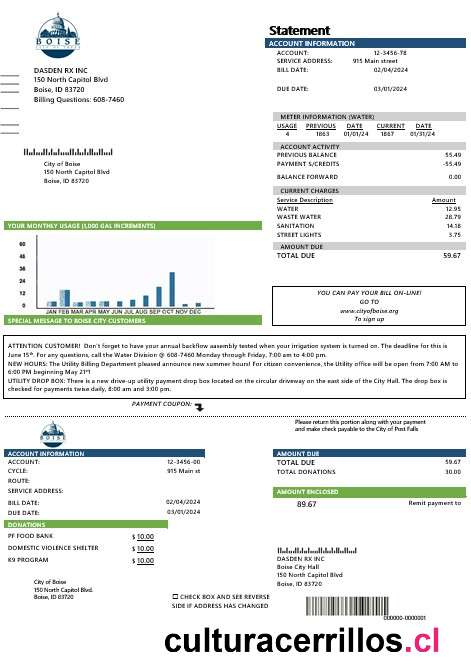 BOISE
DASDEN RX INC
150 North Capitol Blvd
Boise, ID 83720
Billing Questions: 608-7460
City of Boise
150 North Capitol Blvd
Boise, ID 83720
Statement
ACCOUNT INFORMATION
ACCOUNT: 12-3456-78
SERVICE ADDRESS: 915 Main street
BILL DATE: 02/04/2024
DUE DATE: 03/01/2024
METER INFORMATION (WATER)
USAGE PREVIOUS DATE CURRENT DATE
4 1863 01/01/24 1867 01/31/24
ACCOUNT ACTIVITY
PREVIOUS BALANCE 55.49
PAYMENT S/CREDITS -55.49
BALANCE FORWARD 0.00
CURRENT CHARGES
Service Description Amount
WATER 12.95
WASTE WATER 28.79
SANITATION 14.18
STREET LIGHTS 3.75
AMOUNT DUE
TOTAL DUE 59.67
YOUR MONTHLY USAGE (1,000 GAL INCREMENTS)
60
40
30
20
10
0
JAN FEB MAR APR MAY JUN JUL AUG SEP OCT NOV DEC
SPECIAL MESSAGE TO BOISE CITY CUSTOMERS
YOU CAN PAY YOUR BILL ON-LINE!
GO TO
www.cityofboise.org
To sign up
ATTENTION CUSTOMER! Don't forget to have your annual backflow assembly tested when your irrigation system is turned on. The deadline for this is
June 15th. For any questions, call the Water Division @ 608-7460 Monday through Friday, 7:00 am to 4:00 pm.
NEW HOURS: The Utility Billing Department pleased announce new summer hours! For citizen convenience, the Utility office will be open from 7:00 AM to
6:00 PM beginning May 21st
UTILITY DROP BOX: There is a new drive-up utility payment drop box located on the circular driveway on the east side of the City Hall. The drop box is
checked for payments twice daily, 8:00 am and 3:00 pm.
PAYMENT COUPON:
BOISE
Please return this portion along with your payment
and make check payable to the City of Post Falls
ACCOUNT INFORMATION
ACCOUNT: 12-3456-00
CYCLE: 915 Main st
ROUTE:
SERVICE ADDRESS:
BILL DATE: 02/04/2024
DUE DATE: 03/01/2024
DONATIONS
PF FOOD BANK $ 10.00
DOMESTIC VIOLENCE SHELTER $ 10.00
K9 PROGRAM $ 10.00
AMOUNT DUE
TOTAL DUE 59.67
TOTAL DONATIONS 30.00
AMOUNT ENCLOSED
89.67 Remit payment to
DASDEN RX INC
Boise City Hall
150 North Capitol Blvd
Boise, ID 83720
City of Boise
150 North Capitol Blvd.
Boise, ID 83720
CHECK BOX AND SEE REVERSE
SIDE IF ADDRESS HAS CHANGED
000000-0000001
culturacerrillos.cl